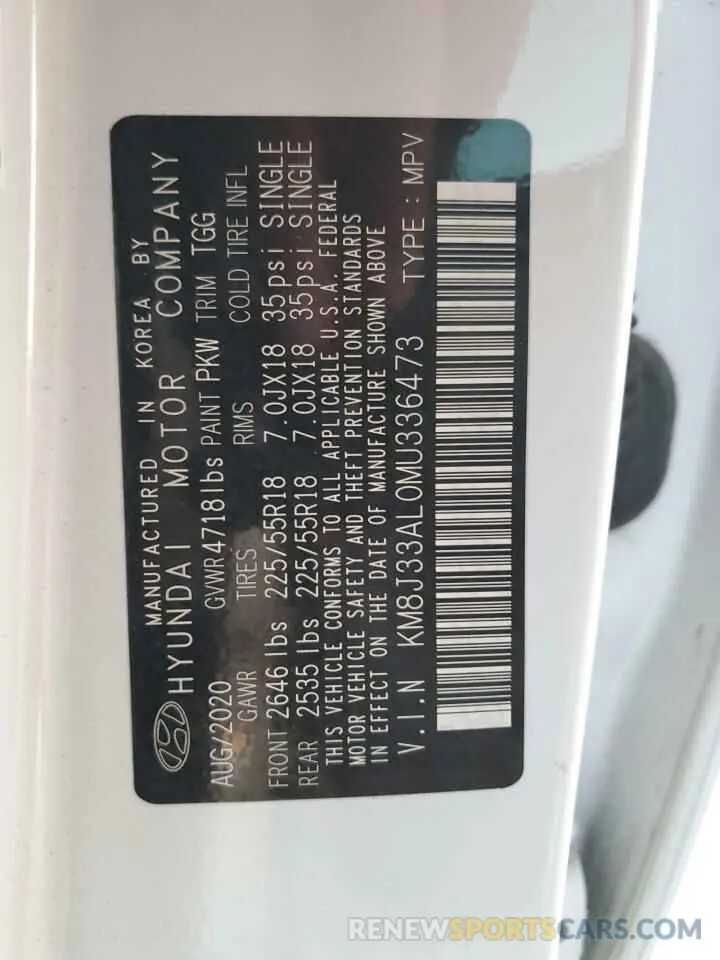 MANUFACTURED IN KOREA BY
HYUNDAI MOTOR COMPANY
AUG/2020 GVWR 4718 lbs PAINT PKW TRIM TGG
GAWR TIRES RIMS COLD TIRE INFL
FRONT 2646 lbs 225/55R18 7.0JX18 35psi SINGLE
REAR 2535 lbs 225/55R18 7.0JX18 35psi SINGLE
THIS VEHICLE CONFORMS TO ALL APPLICABLE U.S.A. FEDERAL
MOTOR VEHICLE SAFETY AND THEFT PREVENTION STANDARDS
IN EFFECT ON THE DATE OF MANUFACTURE SHOWN ABOVE
V.I.N KM8J33AL0MU336473 TYPE : MPV
RENEWSPORTSCARS.COM